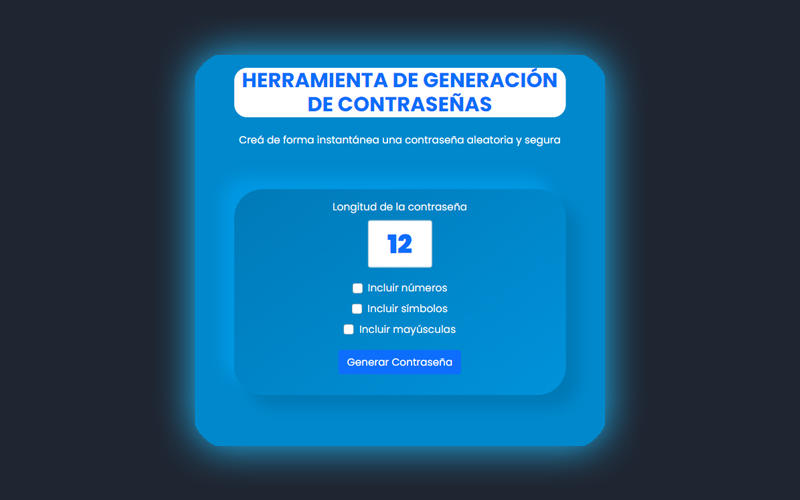 HERRAMIENTA DE GENERACIÓN
DE CONTRASEÑAS
Creá de forma instantánea una contraseña aleatoria y segura
Longitud de la contraseña
12
Incluir números
Incluir símbolos
Incluir mayúsculas
Generar Contraseña